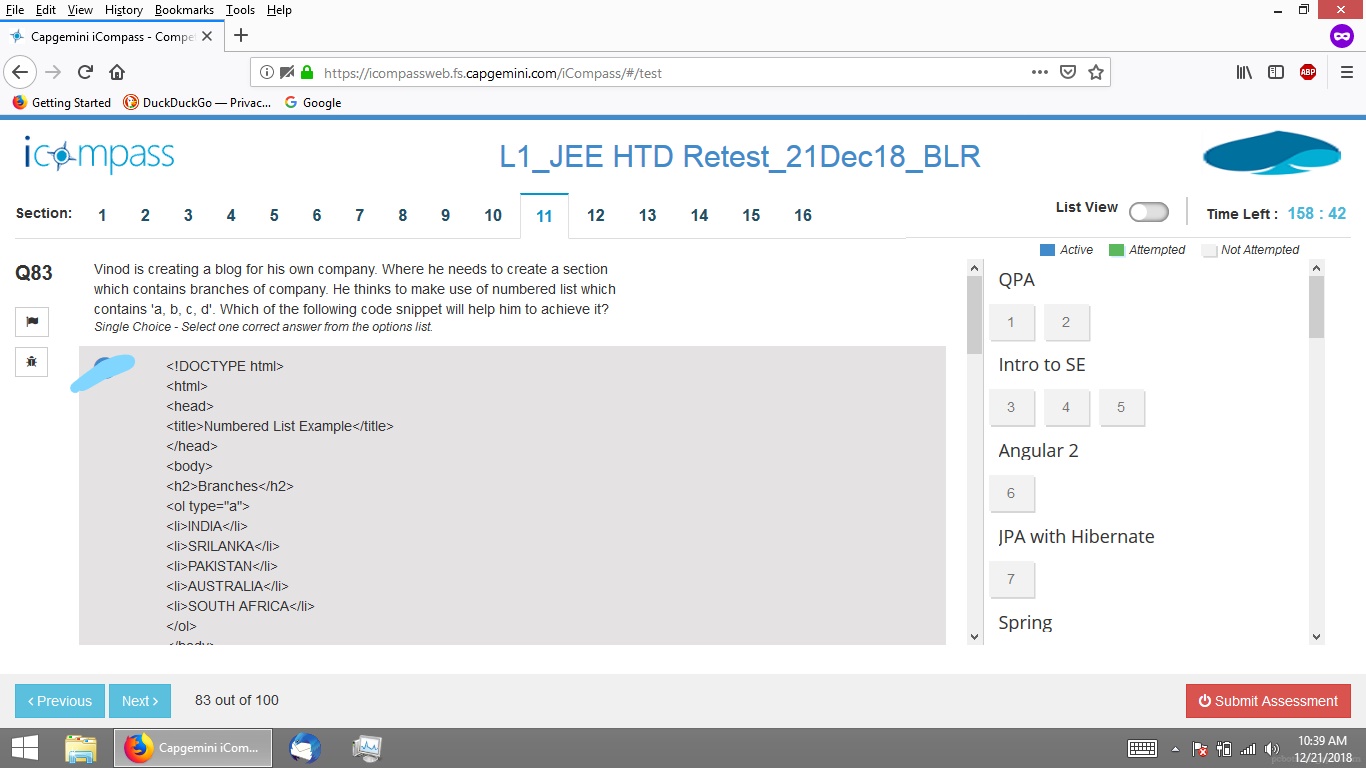 File Edit View History Bookmarks Tools Help
Capgemini iCompass - Compe
https://icompassweb.fs.capgemini.com/iCompass/#/test
ABP
Getting Started DuckDuckGo — Privac... Google
icompass
L1_JEE HTD Retest_21Dec18_BLR
Section: 1 2 3 4 5 6 7 8 9 10 11 12 13 14 15 16
List View
Time Left : 158 : 42
Active Attempted Not Attempted
Q83
Vinod is creating a blog for his own company. Where he needs to create a section
which contains branches of company. He thinks to make use of numbered list which
contains 'a, b, c, d'. Which of the following code snippet will help him to achieve it?
Single Choice - Select one correct answer from the options list.
<!DOCTYPE html>
<html>
<head>
<title>Numbered List Example</title>
</head>
<body>
<h2>Branches</h2>
<ol type="a">
<li>INDIA</li>
<li>SRILANKA</li>
<li>PAKISTAN</li>
<li>AUSTRALIA</li>
<li>SOUTH AFRICA</li>
</ol>
</body>
QPA
1 2
Intro to SE
3 4 5
Angular 2
6
JPA with Hibernate
7
Spring
Previous Next 83 out of 100
Submit Assessment
Capgemini iCom...
10:39 AM
12/21/2018